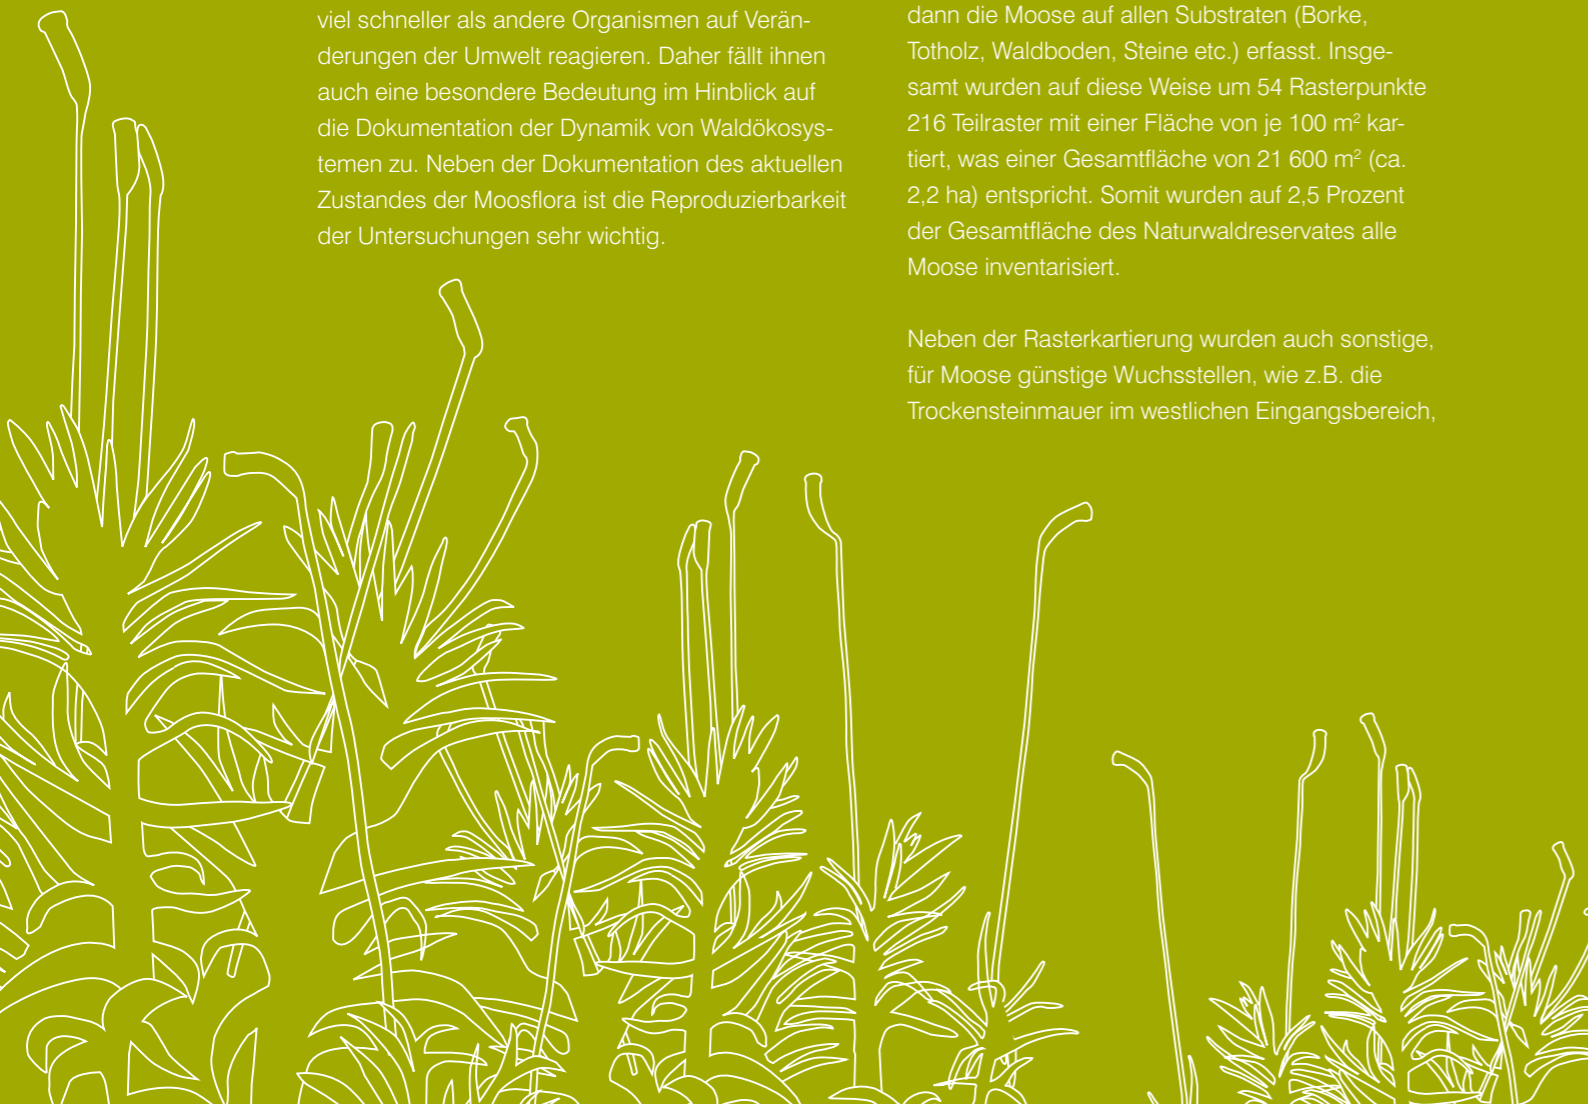 viel schneller als andere Organismen auf Verän-
derungen der Umwelt reagieren. Daher fällt ihnen
auch eine besondere Bedeutung im Hinblick auf
die Dokumentation der Dynamik von Waldökosys-
temen zu. Neben der Dokumentation des aktuellen
Zustandes der Moosflora ist die Reproduzierbarkeit
der Untersuchungen sehr wichtig.
dann die Moose auf allen Substraten (Borke,
Totholz, Waldboden, Steine etc.) erfasst. Insge-
samt wurden auf diese Weise um 54 Rasterpunkte
216 Teilraster mit einer Fläche von je 100 m² kar-
tiert, was einer Gesamtfläche von 21 600 m² (ca.
2,2 ha) entspricht. Somit wurden auf 2,5 Prozent
der Gesamtfläche des Naturwaldreservates alle
Moose inventarisiert.
Neben der Rasterkartierung wurden auch sonstige,
für Moose günstige Wuchsstellen, wie z.B. die
Trockensteinmauer im westlichen Eingangsbereich,